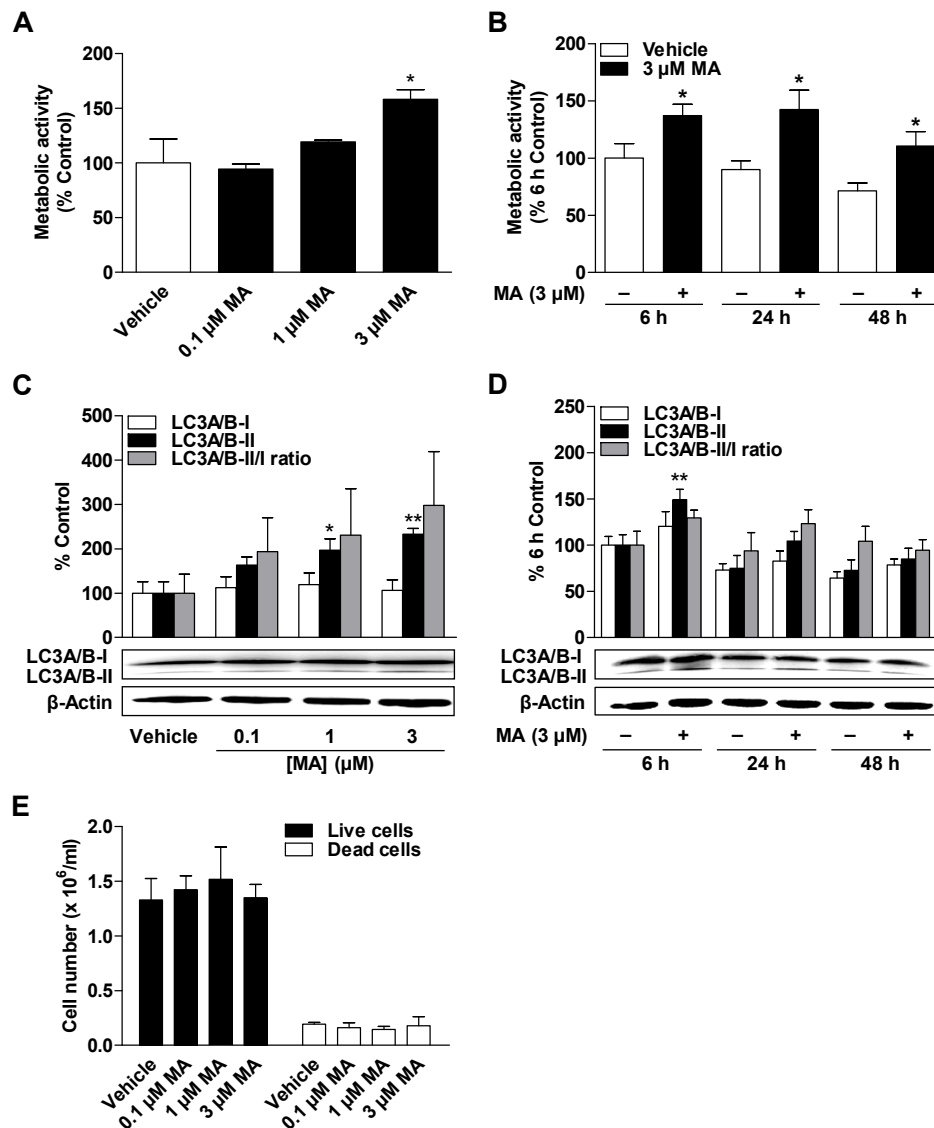 A
Metabolic activity
(% Control)
200
150
100
50
0
*
Vehicle
0.1 µM MA
1 µM MA
3 µM MA
B
Metabolic activity
(% 6 h Control)
200
150
100
50
0
Vehicle
3 µM MA
* * *
MA (3 µM) – + – + – +
6 h 24 h 48 h
C
% Control
500
400
300
200
100
0
LC3A/B-I
LC3A/B-II
LC3A/B-II/I ratio
* **
LC3A/B-I
LC3A/B-II
β-Actin
Vehicle 0.1 1 3
[MA] (µM)
D
% 6 h Control
250
200
150
100
50
0
LC3A/B-I
LC3A/B-II
LC3A/B-II/I ratio
**
LC3A/B-I
LC3A/B-II
β-Actin
MA (3 µM) – + – + – +
6 h 24 h 48 h
E
Cell number (x 10⁶/ml)
2.0
1.5
1.0
0.5
0.0
Live cells
Dead cells
Vehicle
0.1 µM MA
1 µM MA
3 µM MA
Vehicle
0.1 µM MA
1 µM MA
3 µM MA